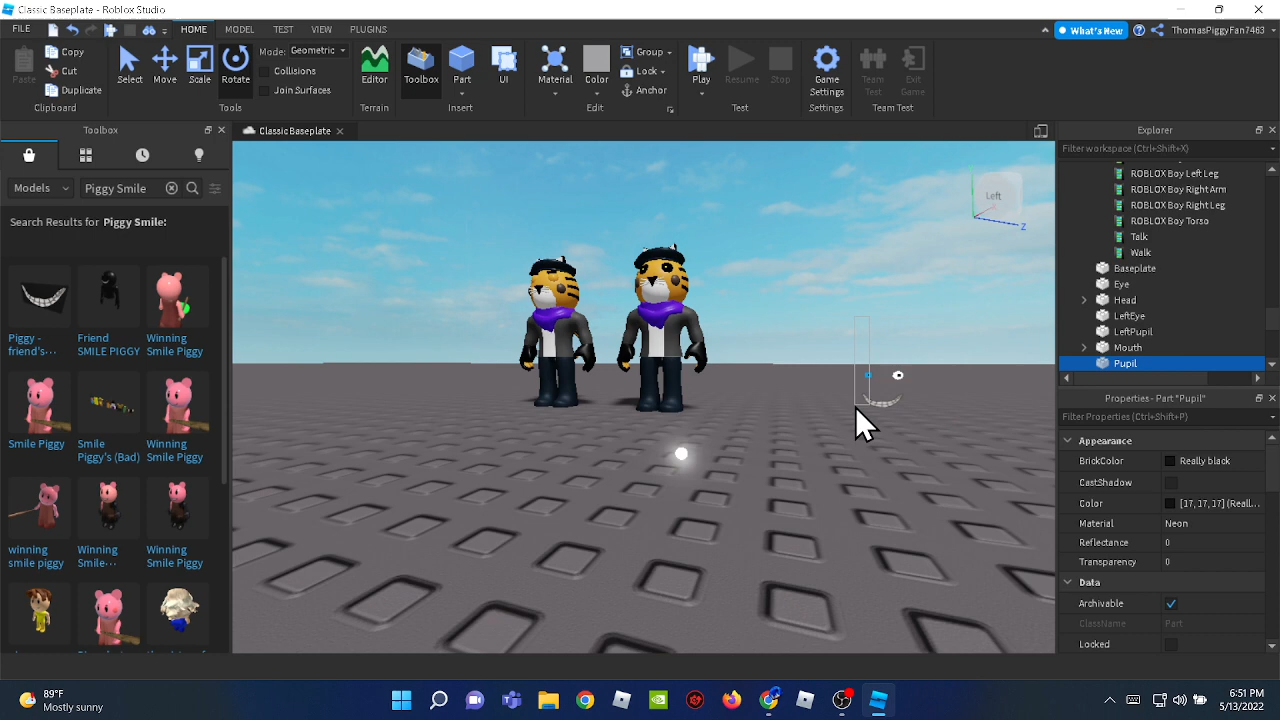 Classic Baseplate - Roblox Studio
FILE HOME MODEL TEST VIEW PLUGINS What's New ThomasPiggyFan7463
Paste Copy Cut Duplicate
Clipboard
Select Move Scale Rotate
Mode: Geometric
Collisions
Join Surfaces
Tools
Editor
Terrain
Toolbox Part UI
Insert
Material Color Group Lock Anchor
Edit
Play Resume Stop
Test
Game Settings
Settings
Team Test Exit Game
Team Test
Toolbox
Models Piggy Smile
Search Results for Piggy Smile:
Piggy - friend's...
Friend SMILE PIGGY
Winning Smile Piggy
Smile Piggy
Smile Piggy's (Bad)
Winning Smile Piggy
winning smile piggy
Winning Smile...
Winning Smile Piggy
Classic Baseplate
Left
Z
Explorer
Filter workspace (Ctrl+Shift+X)
ROBLOX Boy Left Leg
ROBLOX Boy Right Arm
ROBLOX Boy Right Leg
ROBLOX Boy Torso
Talk
Walk
Baseplate
Eye
Head
LeftEye
LeftPupil
Mouth
Pupil
Properties - Part "Pupil"
Filter Properties (Ctrl+Shift+P)
Appearance
BrickColor Really black
CastShadow
Color [17, 17, 17] (Reall...
Material Neon
Reflectance 0
Transparency 0
Data
Archivable
ClassName Part
Locked
89°F
Mostly sunny
6:51 PM
5/13/2022